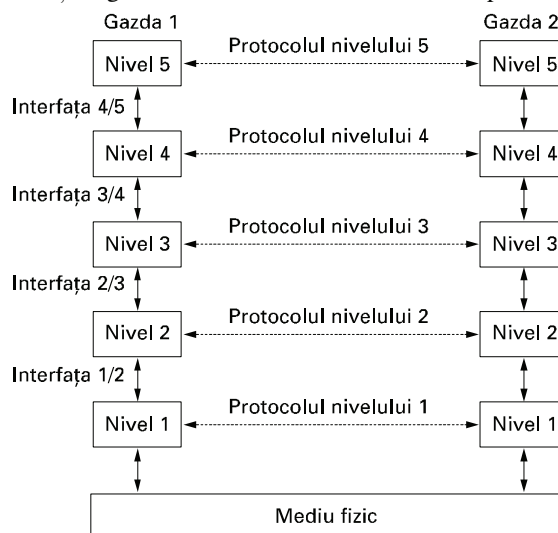 Gazda 1 Gazda 2
Protocolul nivelului 5
Nivel 5 Nivel 5
Interfața 4/5
Protocolul nivelului 4
Nivel 4 Nivel 4
Interfața 3/4
Protocolul nivelului 3
Nivel 3 Nivel 3
Interfața 2/3
Protocolul nivelului 2
Nivel 2 Nivel 2
Interfața 1/2
Protocolul nivelului 1
Nivel 1 Nivel 1
Mediu fizic